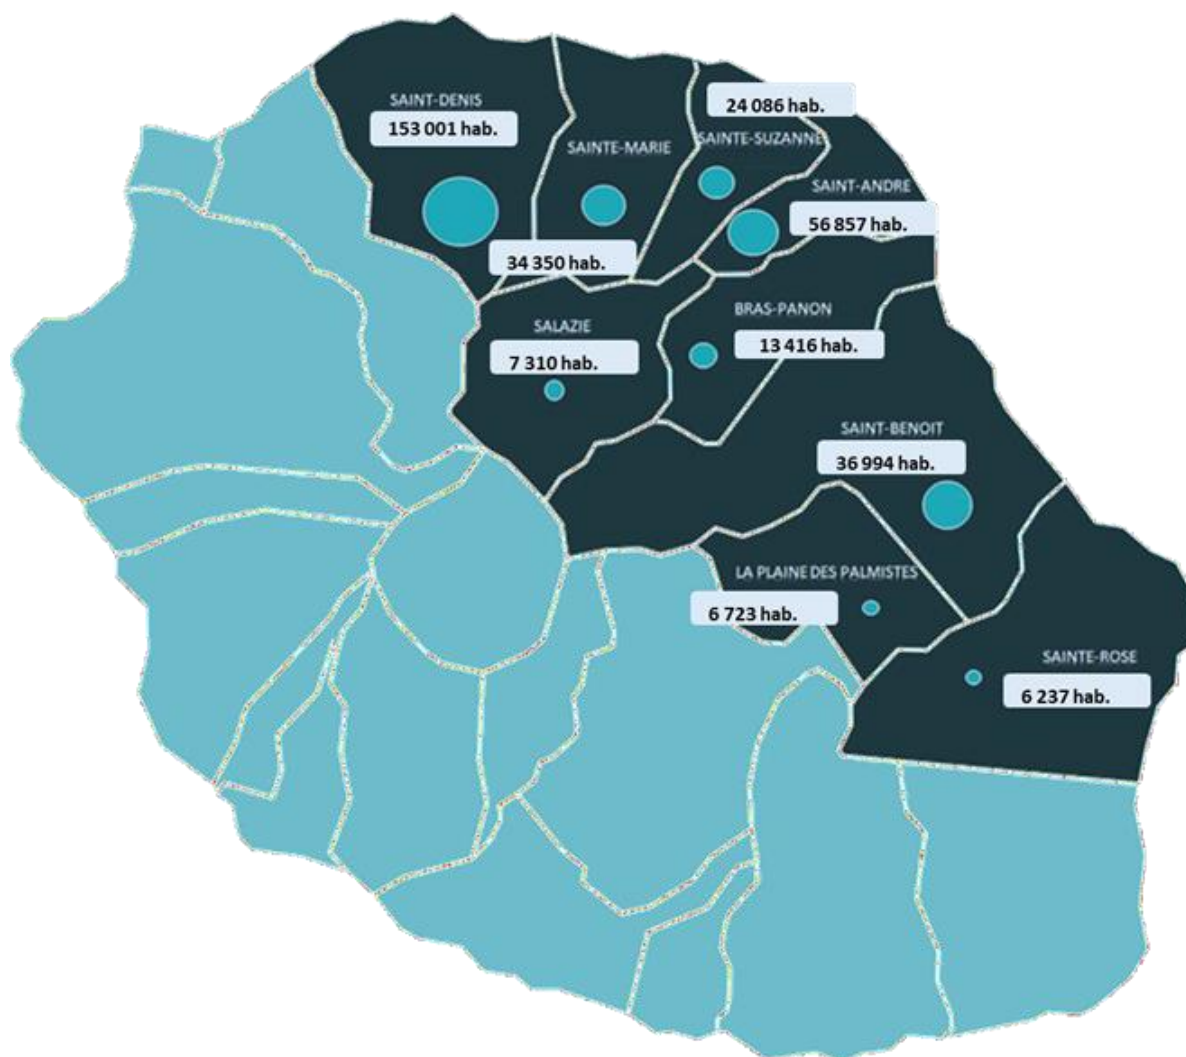 SAINT-DENIS
153 001 hab.
SAINTE-MARIE
34 350 hab.
24 086 hab.
SAINTE-SUZANNE
SAINT-ANDRE
56 857 hab.
SALAZIE
7 310 hab.
BRAS-PANON
13 416 hab.
SAINT-BENOIT
36 994 hab.
LA PLAINE DES PALMISTES
6 723 hab.
SAINTE-ROSE
6 237 hab.